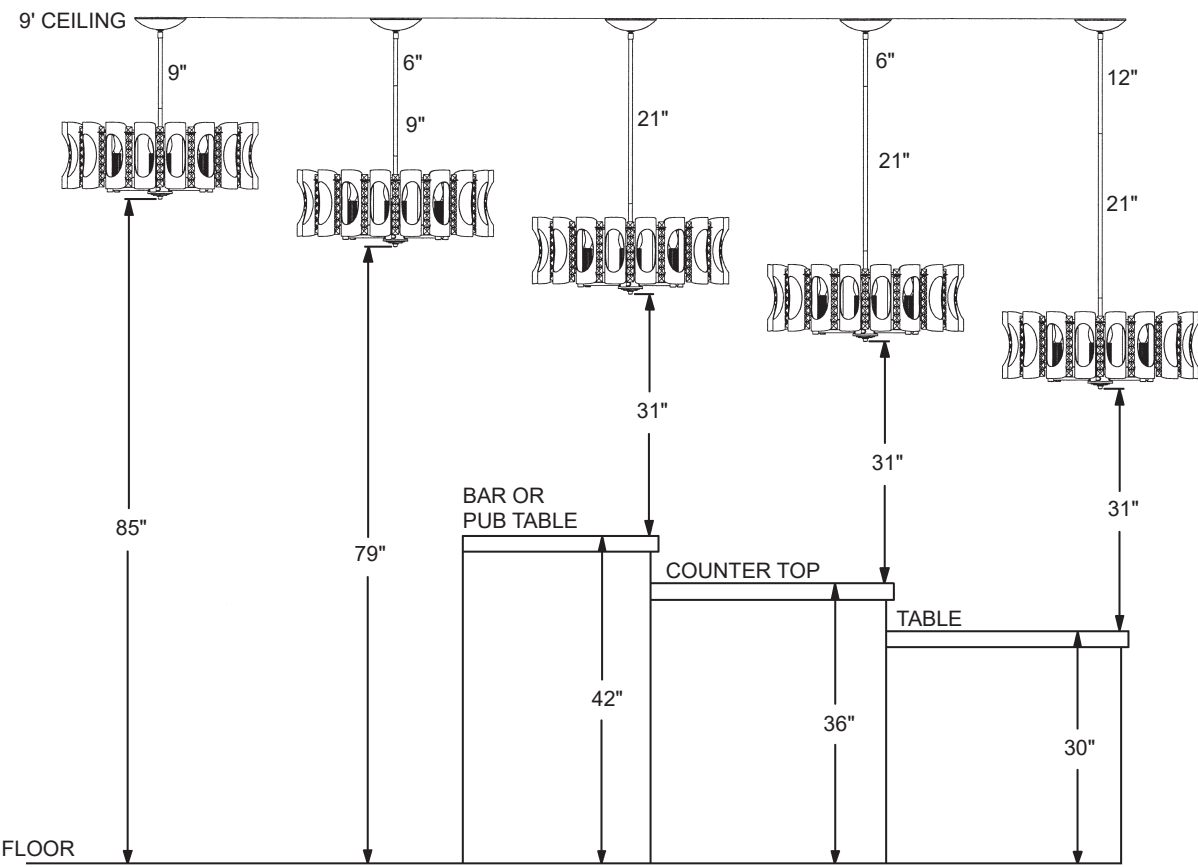 9' CEILING
9"
6"
9"
21"
6"
21"
12"
21"
85"
79"
31"
31"
31"
BAR OR
PUB TABLE
COUNTER TOP
TABLE
42"
36"
30"
FLOOR